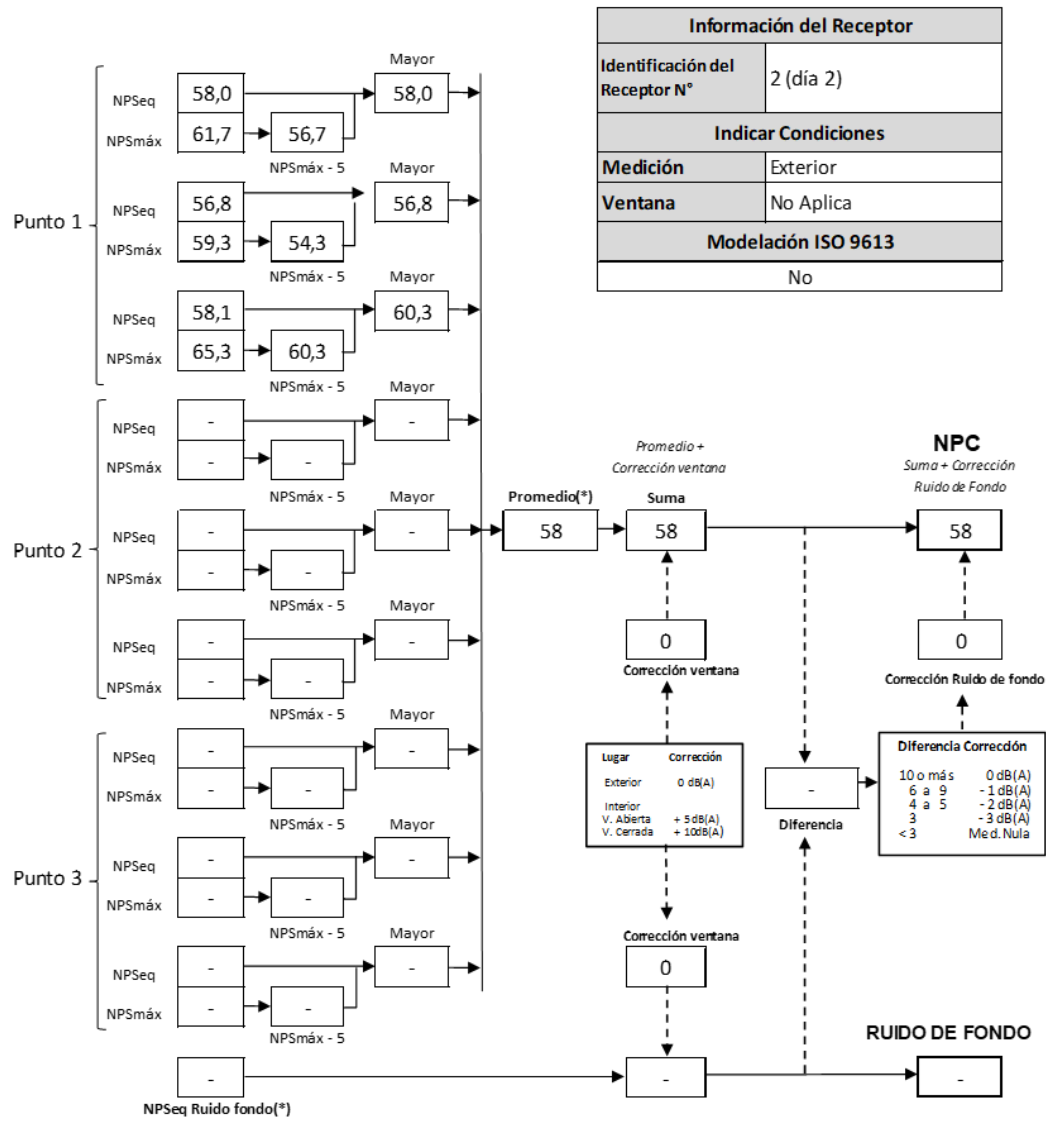 Información del Receptor
Identificación del
Receptor N°
2 (día 2)
Indicar Condiciones
Medición
Exterior
Ventana
No Aplica
Modelación ISO 9613
No
Punto 1
Mayor
NPSeq
58,0
58,0
NPSmáx
61,7
56,7
NPSmáx - 5
Mayor
NPSeq
56,8
56,8
NPSmáx
59,3
54,3
NPSmáx - 5
Mayor
NPSeq
58,1
60,3
NPSmáx
65,3
60,3
NPSmáx - 5
Punto 2
Mayor
NPSeq
-
-
NPSmáx
-
-
NPSmáx - 5
Mayor
NPSeq
-
-
NPSmáx
-
-
NPSmáx - 5
Mayor
NPSeq
-
-
NPSmáx
-
-
NPSmáx - 5
Punto 3
Mayor
NPSeq
-
-
NPSmáx
-
-
NPSmáx - 5
Mayor
NPSeq
-
-
NPSmáx
-
-
NPSmáx - 5
Mayor
NPSeq
-
-
NPSmáx
-
-
NPSmáx - 5
-
NPSeq Ruido fondo(*)
Promedio(*)
58
Promedio +
Corrección ventana
Suma
58
0
Corrección ventana
Lugar Corrección
Exterior 0 dB(A)
Interior
V. Abierta + 5 dB(A)
V. Cerrada + 10dB(A)
Corrección ventana
0
-
NPC
Suma + Corrección
Ruido de Fondo
58
0
Corrección Ruido de fondo
-
Diferencia
Diferencia Corrección
10 o más 0 dB(A)
6 a 9 - 1 dB(A)
4 a 5 - 2 dB(A)
3 - 3 dB(A)
< 3 Med. Nula
RUIDO DE FONDO
-